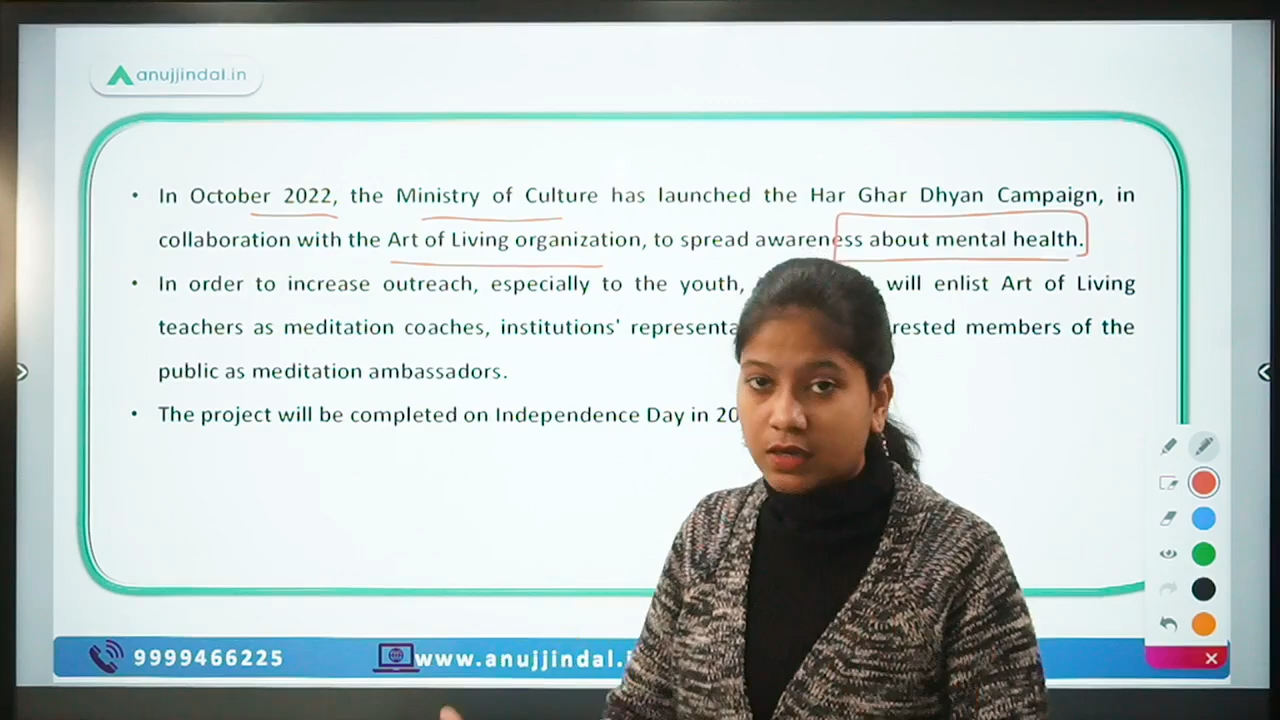 anujjindal.in
• In October 2022, the Ministry of Culture has launched the Har Ghar Dhyan Campaign, in
collaboration with the Art of Living organization, to spread awareness about mental health.
• In order to increase outreach, especially to the youth, will enlist Art of Living
teachers as meditation coaches, institutions' members of the
public as meditation ambassadors.
• The project will be completed on Independence Day in
9999466225
www.anujjindal.i